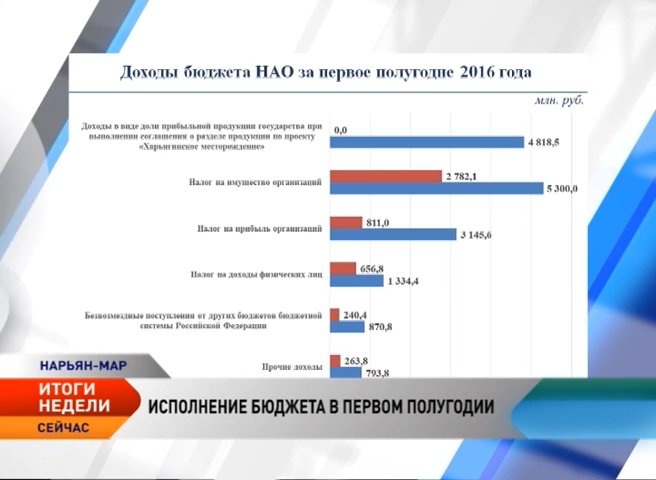 Доходы бюджета НАО за первое полугодие 2016 года
млн. руб.
Доходы в виде доли прибыльной продукции государства при
выполнении соглашения о разделе продукции по проекту
«Харьягинское месторождение»
0,0
4 818,5
Налог на имущество организаций
2 782,1
5 300,0
Налог на прибыль организаций
811,0
3 145,6
Налог на доходы физических лиц
656,8
1 334,4
Безвозмездные поступления от других бюджетов бюджетной
системы Российской Федерации
240,4
870,8
Прочие доходы
263,8
793,8
НАРЬЯН-МАР
ИТОГИ
НЕДЕЛИ
СЕЙЧАС
ИСПОЛНЕНИЕ БЮДЖЕТА В ПЕРВОМ ПОЛУГОДИИ